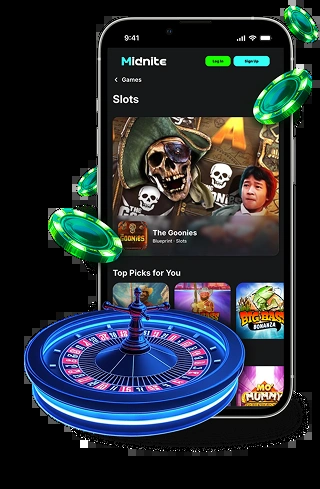 9:41
Midnite
Log In
Sign Up
Games
Slots
THE GOONIES
The Goonies
Blueprint · Slots
Top Picks for You
BIG BASS
BONANZA
MO
MUMMY